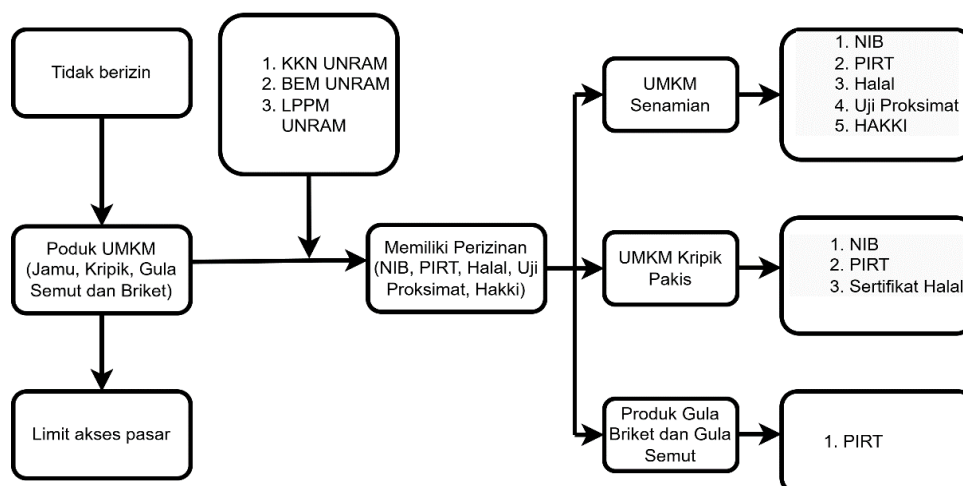 Tidak berizin
1. KKN UNRAM
2. BEM UNRAM
3. LPPM
UNRAM
UMKM
Senamian
1. NIB
2. PIRT
3. Halal
4. Uji Proksimat
5. HAKKI
Poduk UMKM
(Jamu, Kripik, Gula
Semut dan Briket)
Memiliki Perizinan
(NIB, PIRT, Halal, Uji
Proksimat, Hakki)
UMKM Kripik
Pakis
1. NIB
2. PIRT
3. Sertifikat Halal
Limit akses pasar
Produk Gula
Briket dan Gula
Semut
1. PIRT